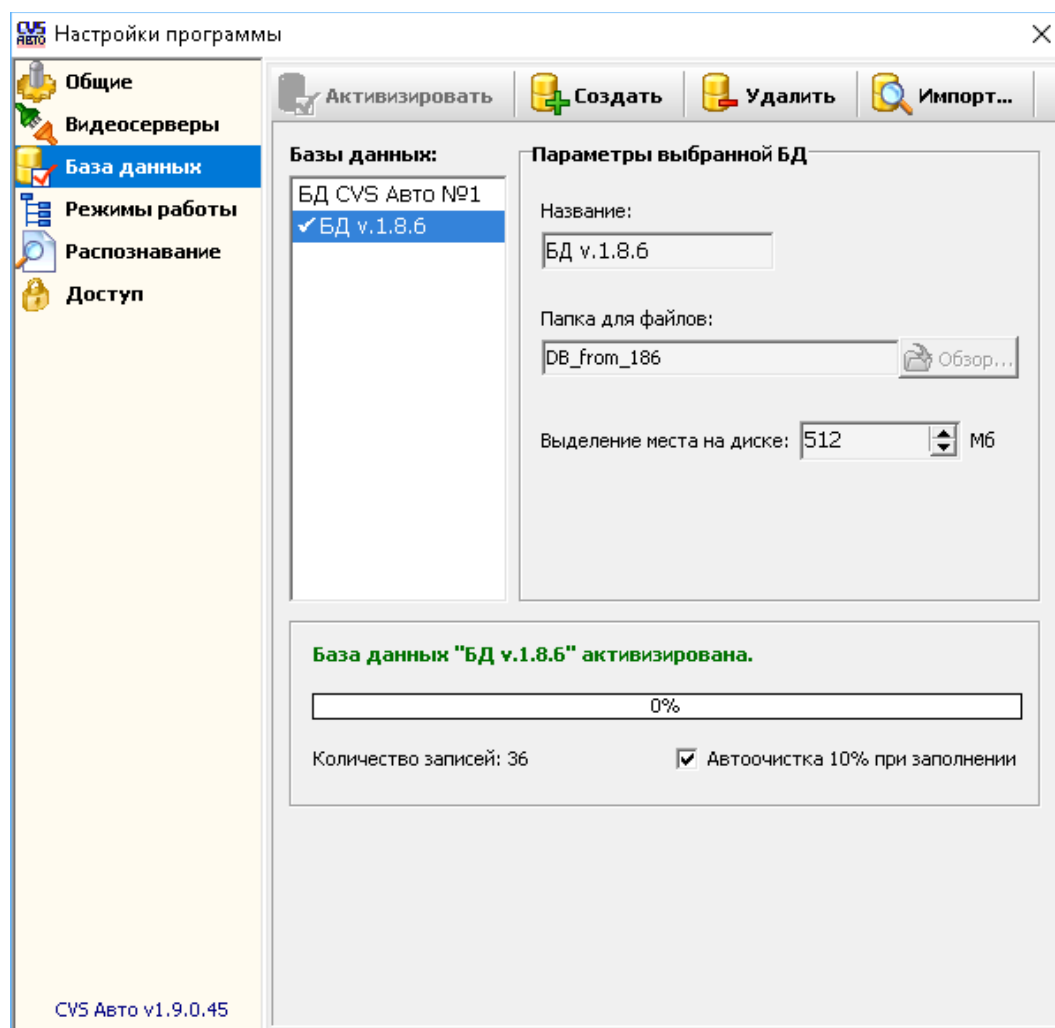 CVS АВТО Настройки программы
Общие
Видеосерверы
База данных
Режимы работы
Распознавание
Доступ
CVS Авто v1.9.0.45
Активизировать Создать Удалить Импорт...
Базы данных:
БД CVS Авто №1
БД v.1.8.6
Параметры выбранной БД
Название:
БД v.1.8.6
Папка для файлов:
DB_from_186 Обзор...
Выделение места на диске: 512 Мб
База данных "БД v.1.8.6" активизирована.
0%
Количество записей: 36 Автоочистка 10% при заполнении